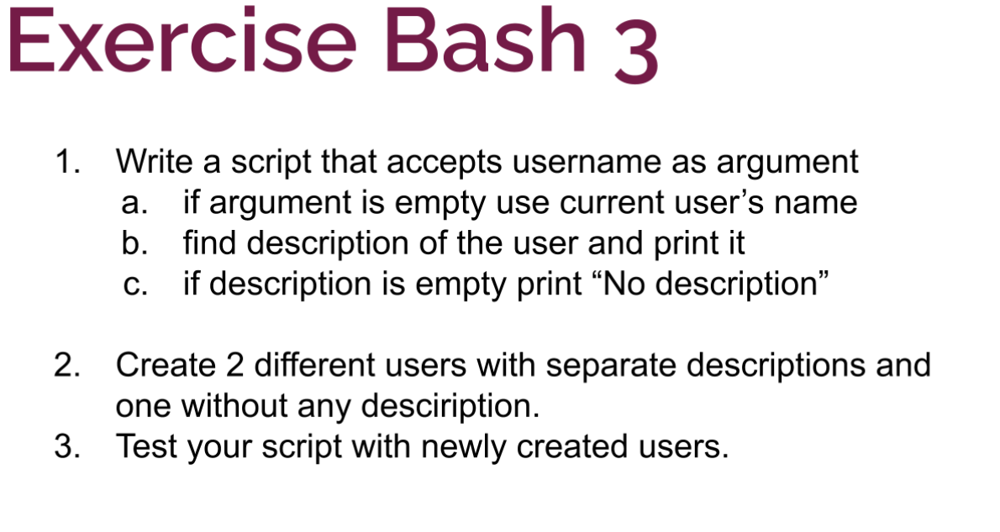 Exercise Bash 3
1. Write a script that accepts username as argument
a. if argument is empty use current user’s name
b. find description of the user and print it
c. if description is empty print “No description”
2. Create 2 different users with separate descriptions and
one without any desciription.
3. Test your script with newly created users.